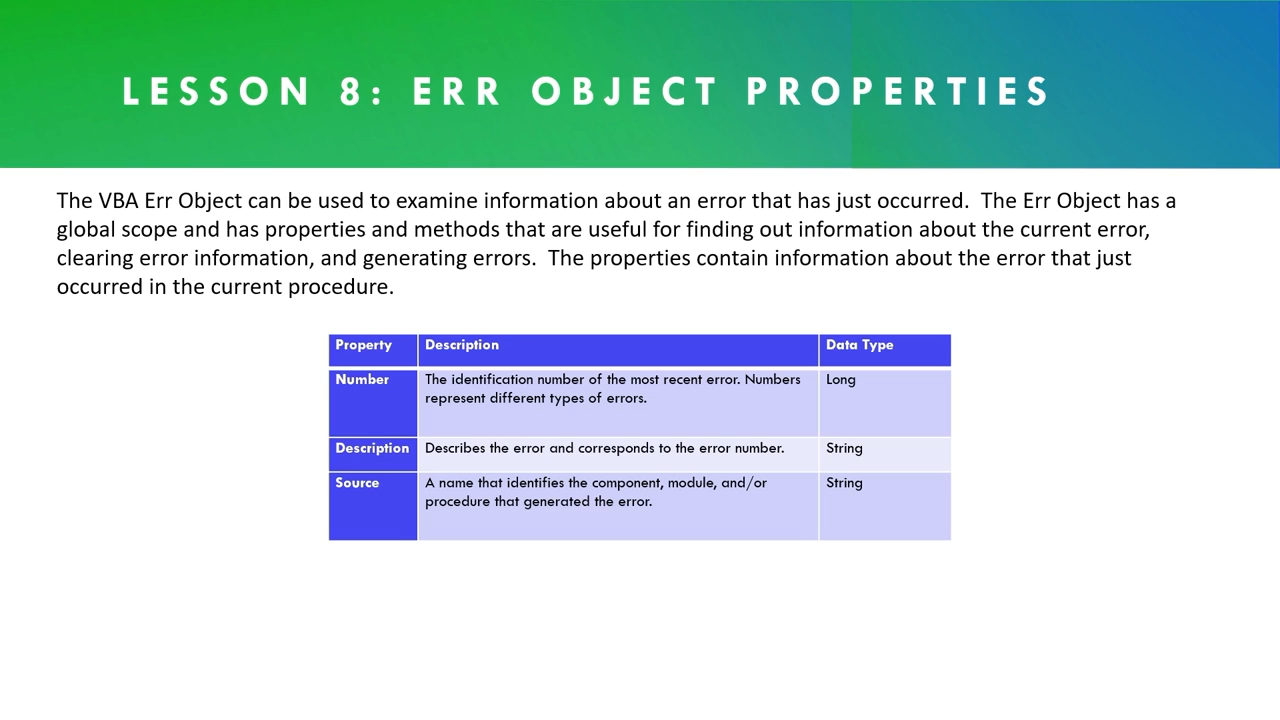 LESSON 8: ERR OBJECT PROPERTIES
The VBA Err Object can be used to examine information about an error that has just occurred.  The Err Object has a
global scope and has properties and methods that are useful for finding out information about the current error,
clearing error information, and generating errors.  The properties contain information about the error that just
occurred in the current procedure.
Property Description Data Type
Number The identification number of the most recent error. Numbers Long
represent different types of errors.
Description Describes the error and corresponds to the error number. String
Source A name that identifies the component, module, and/or String
procedure that generated the error.